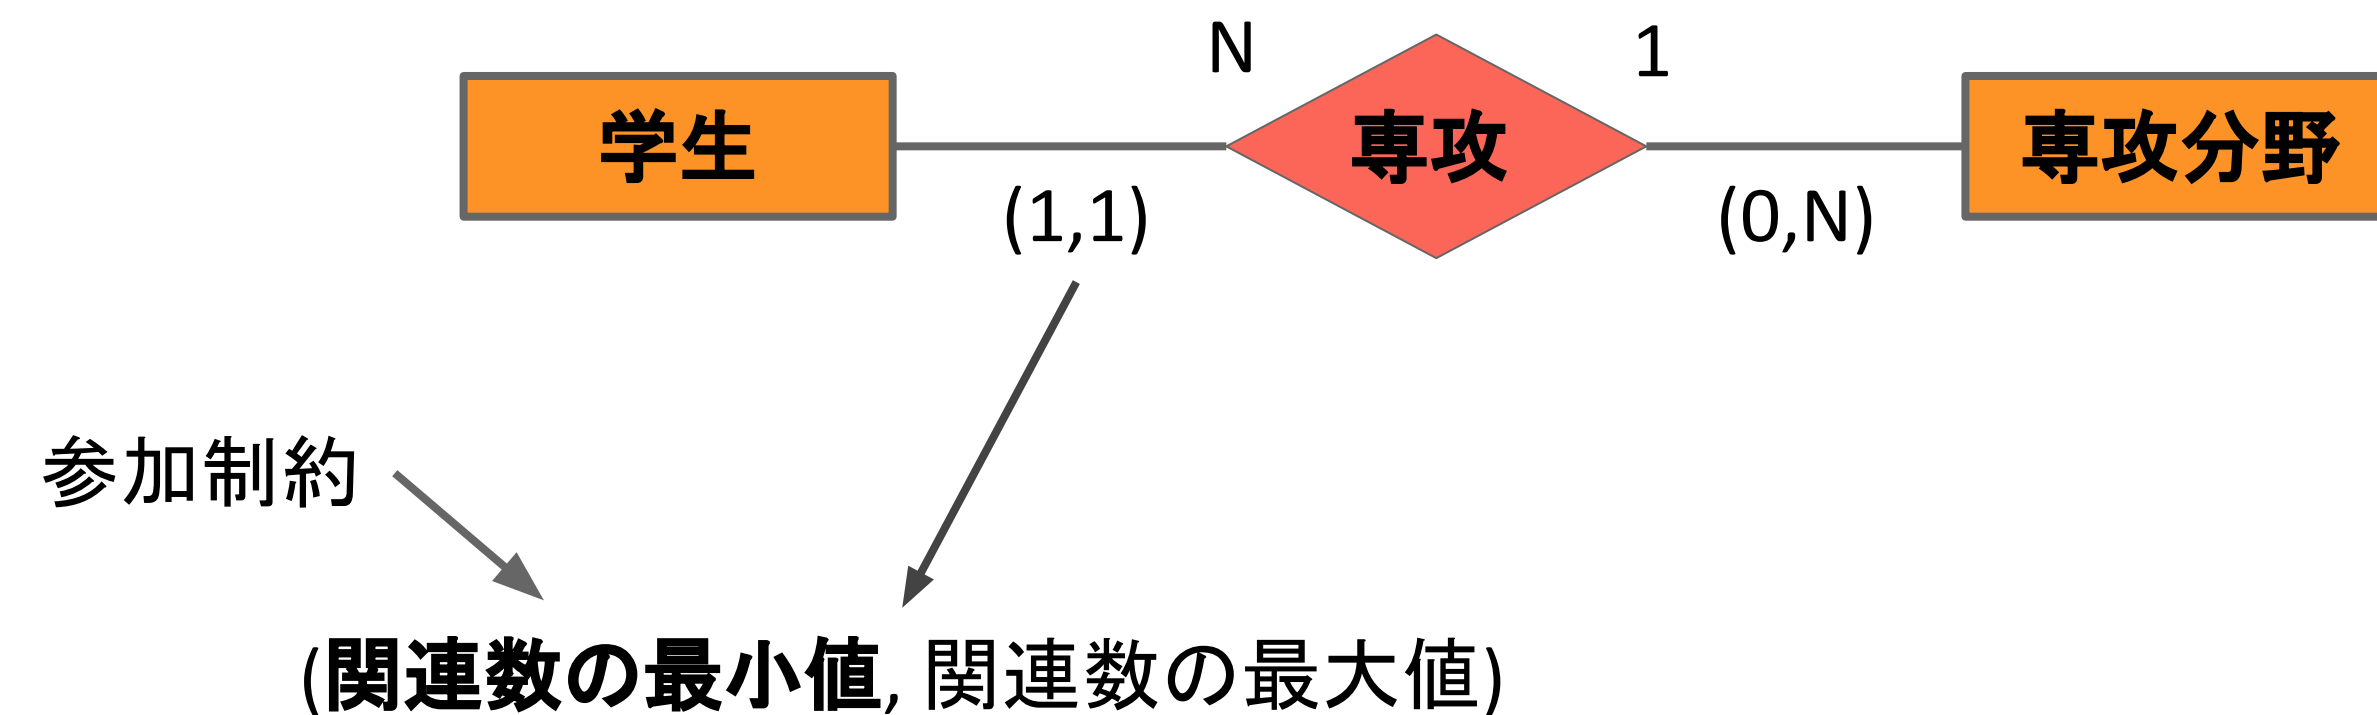 N
1
学生
専攻
専攻分野
(1,1)
(0,N)
参加制約
(関連数の最小値, 関連数の最大値)